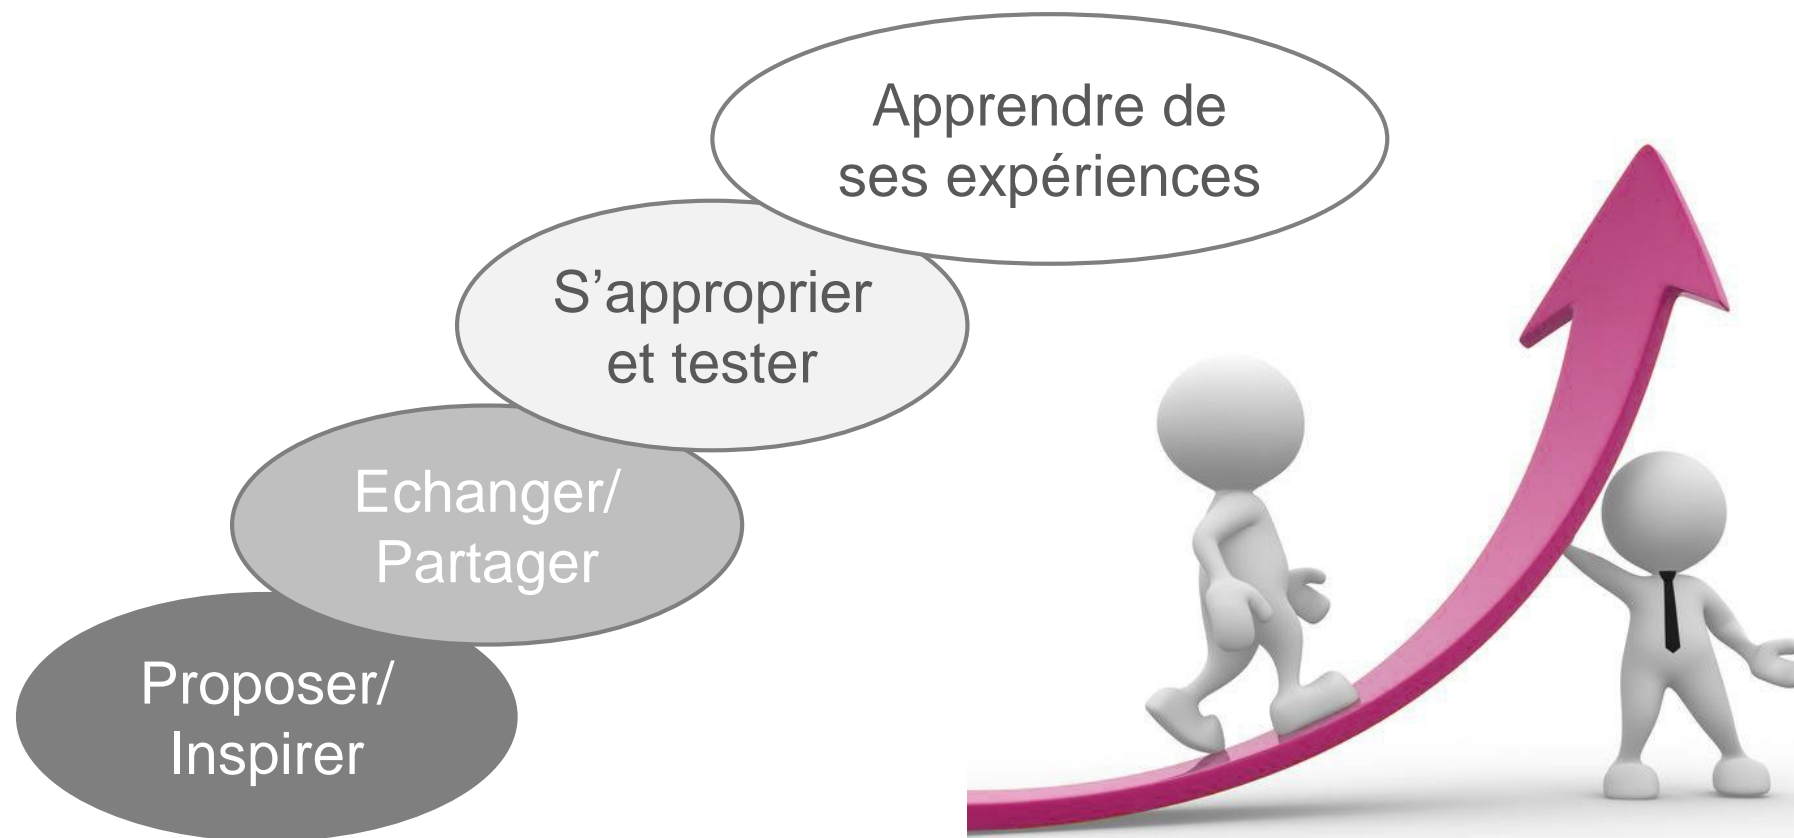 Apprendre de
ses expériences
S’approprier
et tester
Echanger/
Partager
Proposer/
Inspirer